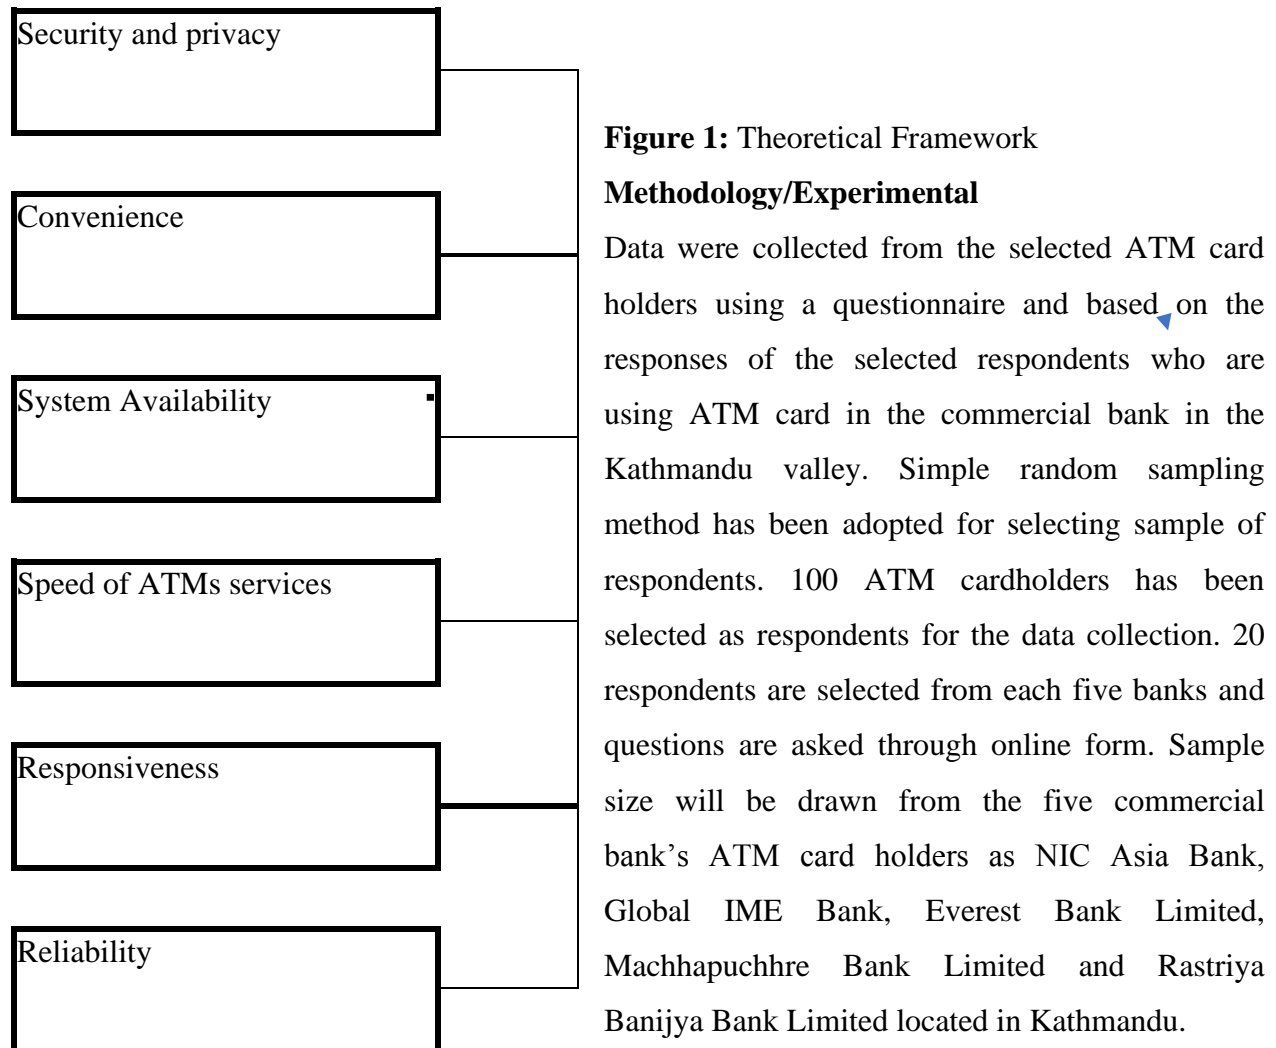 Security and privacy
Convenience
System Availability
Speed of ATMs services
Responsiveness
Reliability
Figure 1: Theoretical Framework
Methodology/Experimental
Data were collected from the selected ATM card
holders using a questionnaire and based on the
responses of the selected respondents who are
using ATM card in the commercial bank in the
Kathmandu valley. Simple random sampling
method has been adopted for selecting sample of
respondents. 100 ATM cardholders has been
selected as respondents for the data collection. 20
respondents are selected from each five banks and
questions are asked through online form. Sample
size will be drawn from the five commercial
bank’s ATM card holders as NIC Asia Bank,
Global IME Bank, Everest Bank Limited,
Machhapuchhre Bank Limited and Rastriya
Banijya Bank Limited located in Kathmandu.